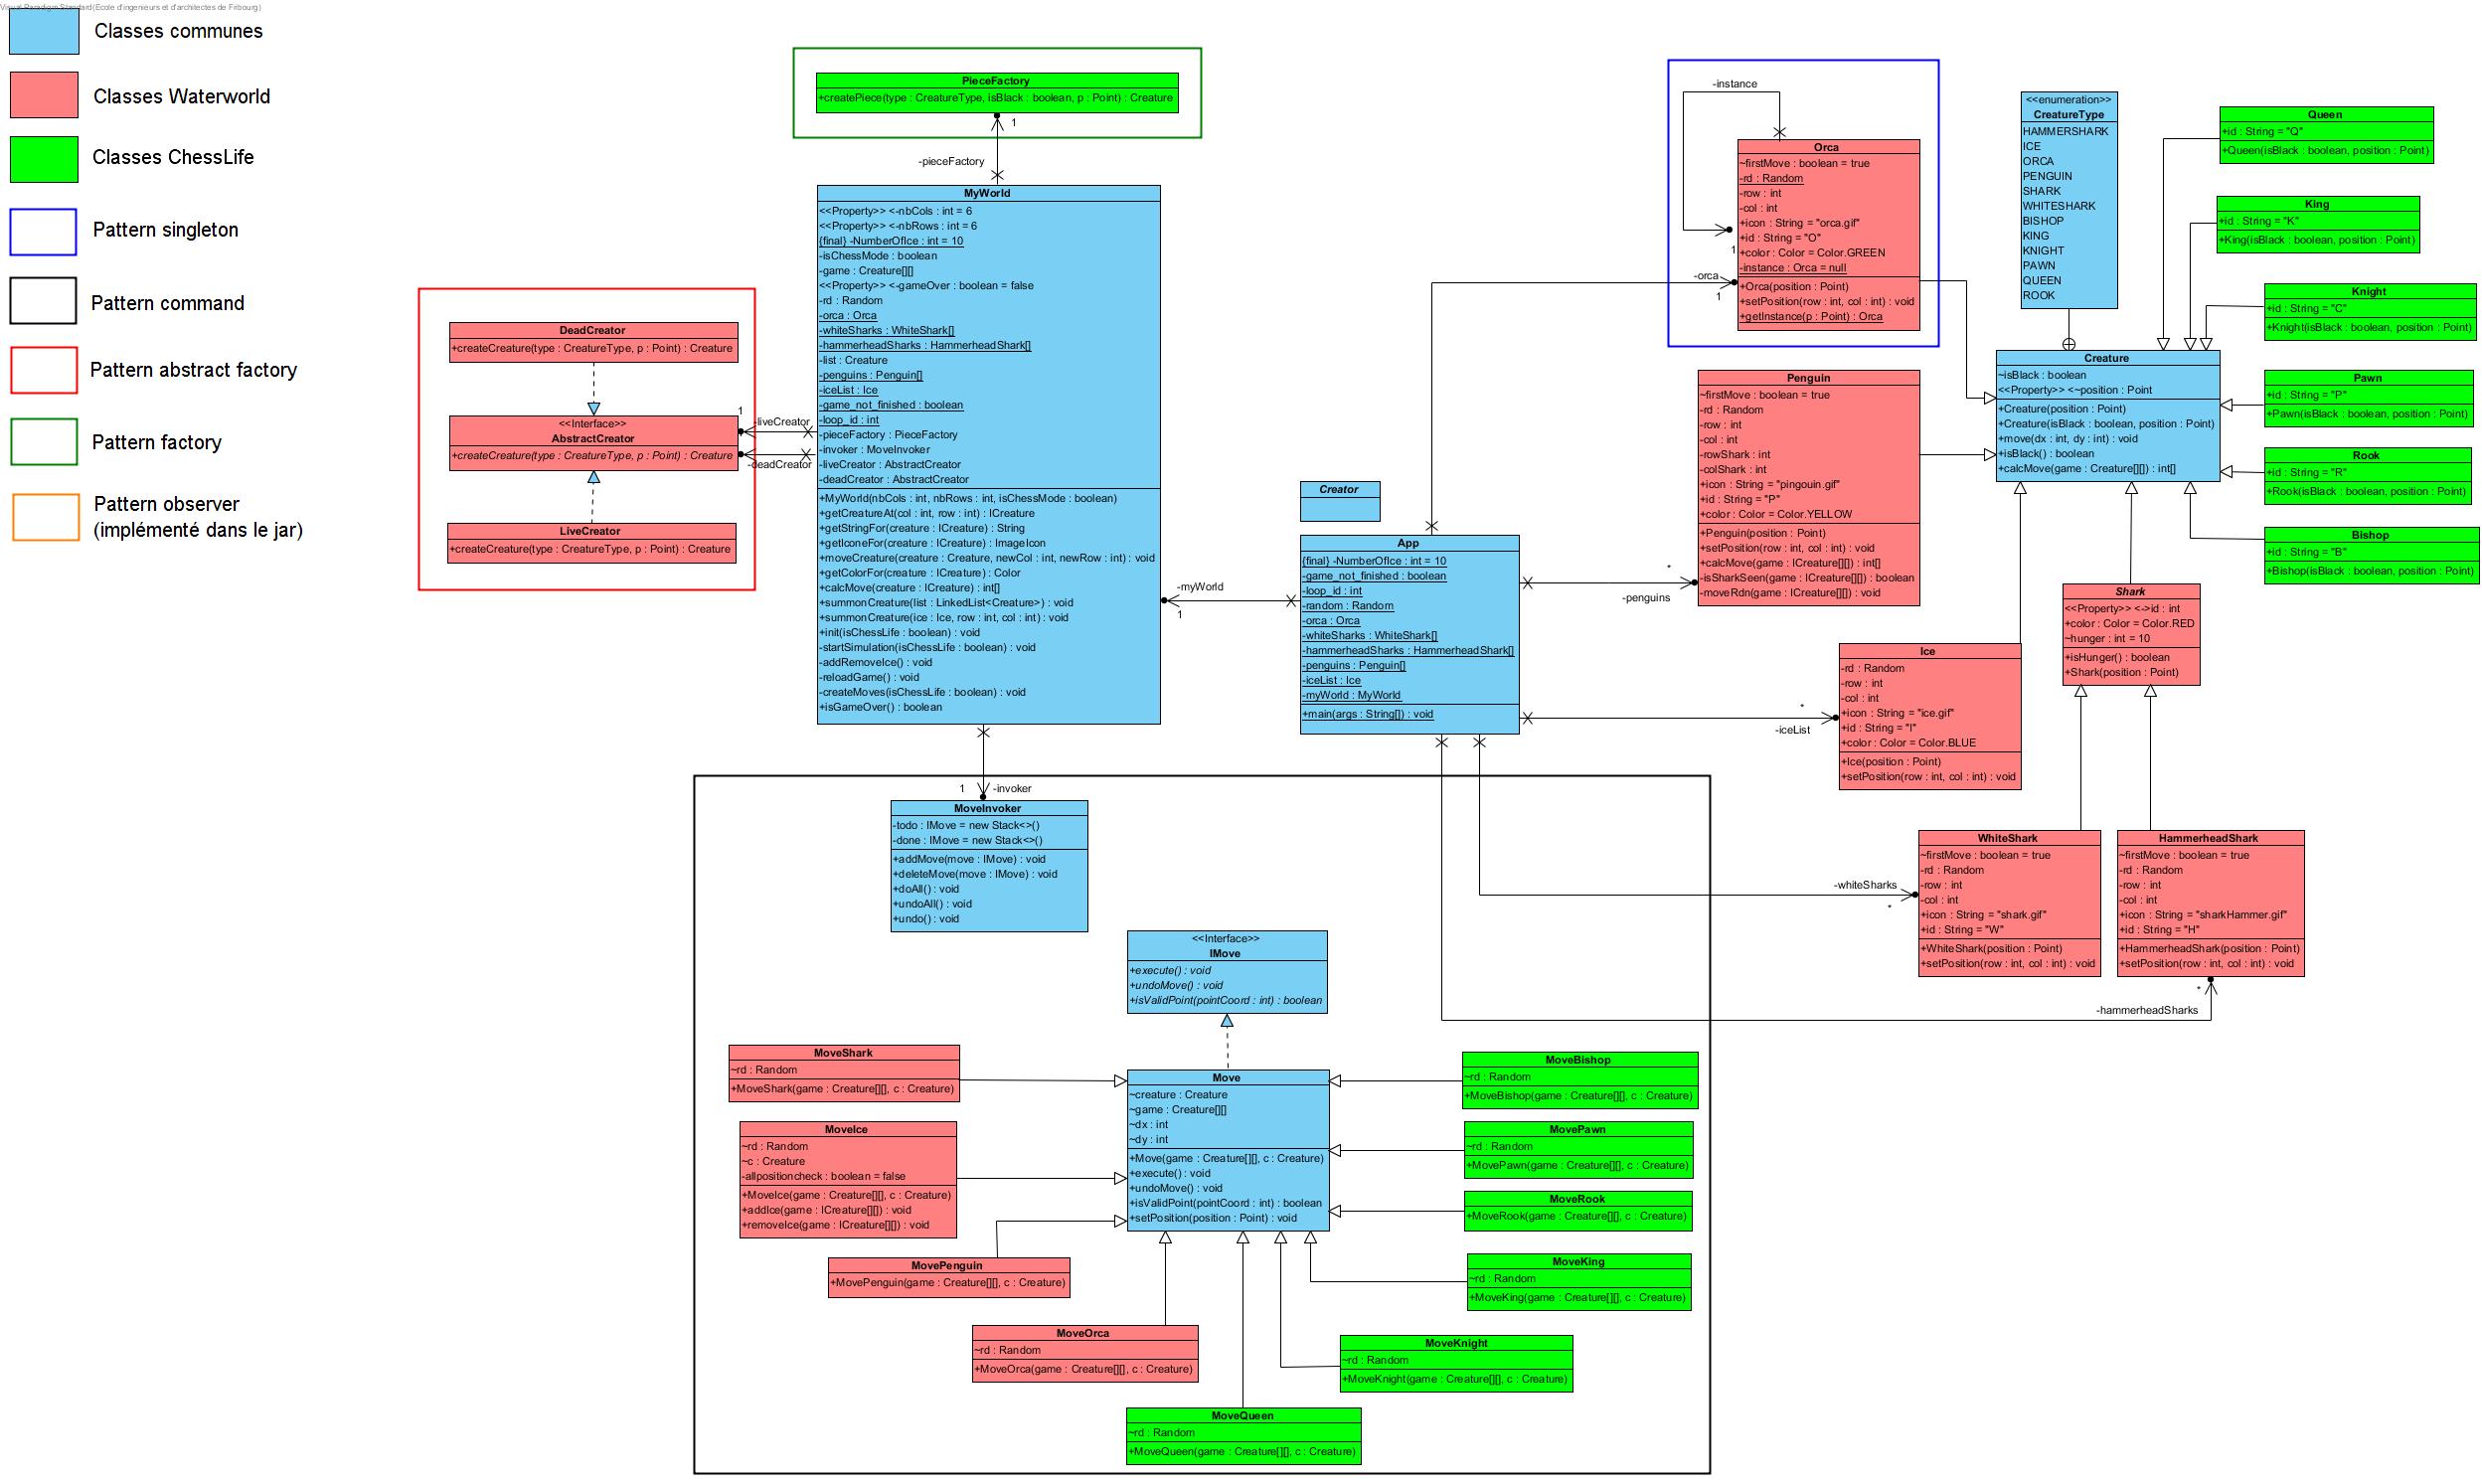 Visual Paradigm Standard(Ecole d'ingenieurs et d'architectes de Fribourg)
Classes communes
Classes Waterworld
Classes ChessLife
Pattern singleton
Pattern command
Pattern abstract factory
Pattern factory
Pattern observer
(implémenté dans le jar)
PieceFactory
+createPiece(type : CreatureType, isBlack : boolean, p : Point) : Creature
1
-pieceFactory
DeadCreator
+createCreature(type : CreatureType, p : Point) : Creature
<<Interface>>
AbstractCreator
+createCreature(type : CreatureType, p : Point) : Creature
LiveCreator
+createCreature(type : CreatureType, p : Point) : Creature
1
-liveCreator
-deadCreator
MyWorld
<<Property>> <-nbCols : int = 6
<<Property>> <-nbRows : int = 6
{final} -NumberOfIce : int = 10
-isChessMode : boolean
-game : Creature[][]
<<Property>> <-gameOver : boolean = false
-rd : Random
-orca : Orca
-whiteSharks : WhiteShark[]
-hammerheadSharks : HammerheadShark[]
-list : Creature
-penguins : Penguin[]
-iceList : Ice
-game_not_finished : boolean
-loop_id : int
-pieceFactory : PieceFactory
-invoker : MoveInvoker
-liveCreator : AbstractCreator
-deadCreator : AbstractCreator
+MyWorld(nbCols : int, nbRows : int, isChessMode : boolean)
+getCreatureAt(col : int, row : int) : ICreature
+getStringFor(creature : ICreature) : String
+getIconeFor(creature : ICreature) : ImageIcon
+moveCreature(creature : Creature, newCol : int, newRow : int) : void
+getColorFor(creature : ICreature) : Color
+calcMove(creature : ICreature) : int[]
+summonCreature(list : LinkedList<Creature>) : void
+summonCreature(ice : Ice, row : int, col : int) : void
+init(isChessLife : boolean) : void
-startSimulation(isChessLife : boolean) : void
-addRemoveIce() : void
-reloadGame() : void
-createMoves(isChessLife : boolean) : void
+isGameOver() : boolean
-myWorld
1
Creator
App
{final} -NumberOfIce : int = 10
-game_not_finished : boolean
-loop_id : int
-random : Random
-orca : Orca
-whiteSharks : WhiteShark[]
-hammerheadSharks : HammerheadShark[]
-penguins : Penguin[]
-iceList : Ice
-myWorld : MyWorld
+main(args : String[]) : void
-instance
1
-orca
1
Orca
~firstMove : boolean = true
-rd : Random
-row : int
-col : int
+icon : String = "orca.gif"
+id : String = "O"
+color : Color = Color.GREEN
-instance : Orca = null
+Orca(position : Point)
+setPosition(row : int, col : int) : void
+getInstance(p : Point) : Orca
Penguin
~firstMove : boolean = true
-rd : Random
-row : int
-col : int
-rowShark : int
-colShark : int
+icon : String = "pingouin.gif"
+id : String = "P"
+color : Color = Color.YELLOW
+Penguin(position : Point)
+setPosition(row : int, col : int) : void
+calcMove(game : ICreature[][]) : int[]
-isSharkSeen(game : ICreature[][]) : boolean
-moveRdn(game : ICreature[][]) : void
*
-penguins
*
-iceList
Ice
-rd : Random
-row : int
-col : int
+icon : String = "ice.gif"
+id : String = "I"
+color : Color = Color.BLUE
+Ice(position : Point)
+setPosition(row : int, col : int) : void
<<enumeration>>
CreatureType
HAMMERSHARK
ICE
ORCA
PENGUIN
SHARK
WHITESHARK
BISHOP
KING
KNIGHT
PAWN
QUEEN
ROOK
Creature
~isBlack : boolean
<<Property>> <~position : Point
+Creature(position : Point)
+Creature(isBlack : boolean, position : Point)
+move(dx : int, dy : int) : void
+isBlack() : boolean
+calcMove(game : Creature[][]) : int[]
Queen
+id : String = "Q"
+Queen(isBlack : boolean, position : Point)
King
+id : String = "K"
+King(isBlack : boolean, position : Point)
Knight
+id : String = "C"
+Knight(isBlack : boolean, position : Point)
Pawn
+id : String = "P"
+Pawn(isBlack : boolean, position : Point)
Rook
+id : String = "R"
+Rook(isBlack : boolean, position : Point)
Bishop
+id : String = "B"
+Bishop(isBlack : boolean, position : Point)
Shark
<<Property>> <->id : int
+color : Color = Color.RED
~hunger : int = 10
+isHunger() : boolean
+Shark(position : Point)
WhiteShark
~firstMove : boolean = true
-rd : Random
-row : int
-col : int
+icon : String = "shark.gif"
+id : String = "W"
+WhiteShark(position : Point)
+setPosition(row : int, col : int) : void
HammerheadShark
~firstMove : boolean = true
-rd : Random
-row : int
-col : int
+icon : String = "sharkHammer.gif"
+id : String = "H"
+HammerheadShark(position : Point)
+setPosition(row : int, col : int) : void
-whiteSharks
*
*
-hammerheadSharks
1
-invoker
MoveInvoker
-todo : IMove = new Stack<>()
-done : IMove = new Stack<>()
+addMove(move : IMove) : void
+deleteMove(move : IMove) : void
+doAll() : void
+undoAll() : void
+undo() : void
<<Interface>>
IMove
+execute() : void
+undoMove() : void
+isValidPoint(pointCoord : int) : boolean
Move
~creature : Creature
~game : Creature[][]
~dx : int
~dy : int
+Move(game : Creature[][], c : Creature)
+execute() : void
+undoMove() : void
+isValidPoint(pointCoord : int) : boolean
+setPosition(position : Point) : void
MoveShark
~rd : Random
+MoveShark(game : Creature[][], c : Creature)
MoveIce
~rd : Random
~c : Creature
-allpositioncheck : boolean = false
+MoveIce(game : Creature[][], c : Creature)
+addIce(game : ICreature[][]) : void
+removeIce(game : ICreature[][]) : void
MovePenguin
+MovePenguin(game : Creature[][], c : Creature)
MoveOrca
~rd : Random
+MoveOrca(game : Creature[][], c : Creature)
MoveQueen
~rd : Random
+MoveQueen(game : Creature[][], c : Creature)
MoveBishop
~rd : Random
+MoveBishop(game : Creature[][], c : Creature)
MovePawn
~rd : Random
+MovePawn(game : Creature[][], c : Creature)
MoveRook
+MoveRook(game : Creature[][], c : Creature)
MoveKing
~rd : Random
+MoveKing(game : Creature[][], c : Creature)
MoveKnight
~rd : Random
+MoveKnight(game : Creature[][], c : Creature)